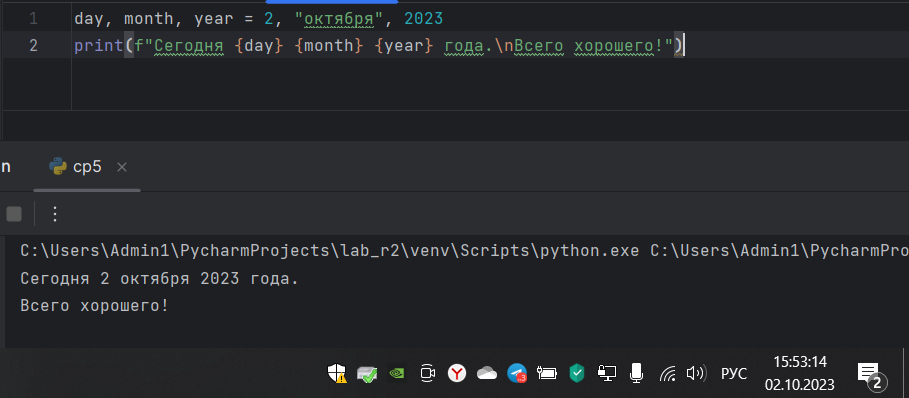 1 day, month, year = 2, "октября", 2023
2 print(f"Сегодня {day} {month} {year} года.\nВсего хорошего!")
n cp5 ×
C:\Users\Admin1\PycharmProjects\lab_r2\venv\Scripts\python.exe C:\Users\Admin1\PycharmPro
Сегодня 2 октября 2023 года.
Всего хорошего!
РУС 15:53:14
02.10.2023 2